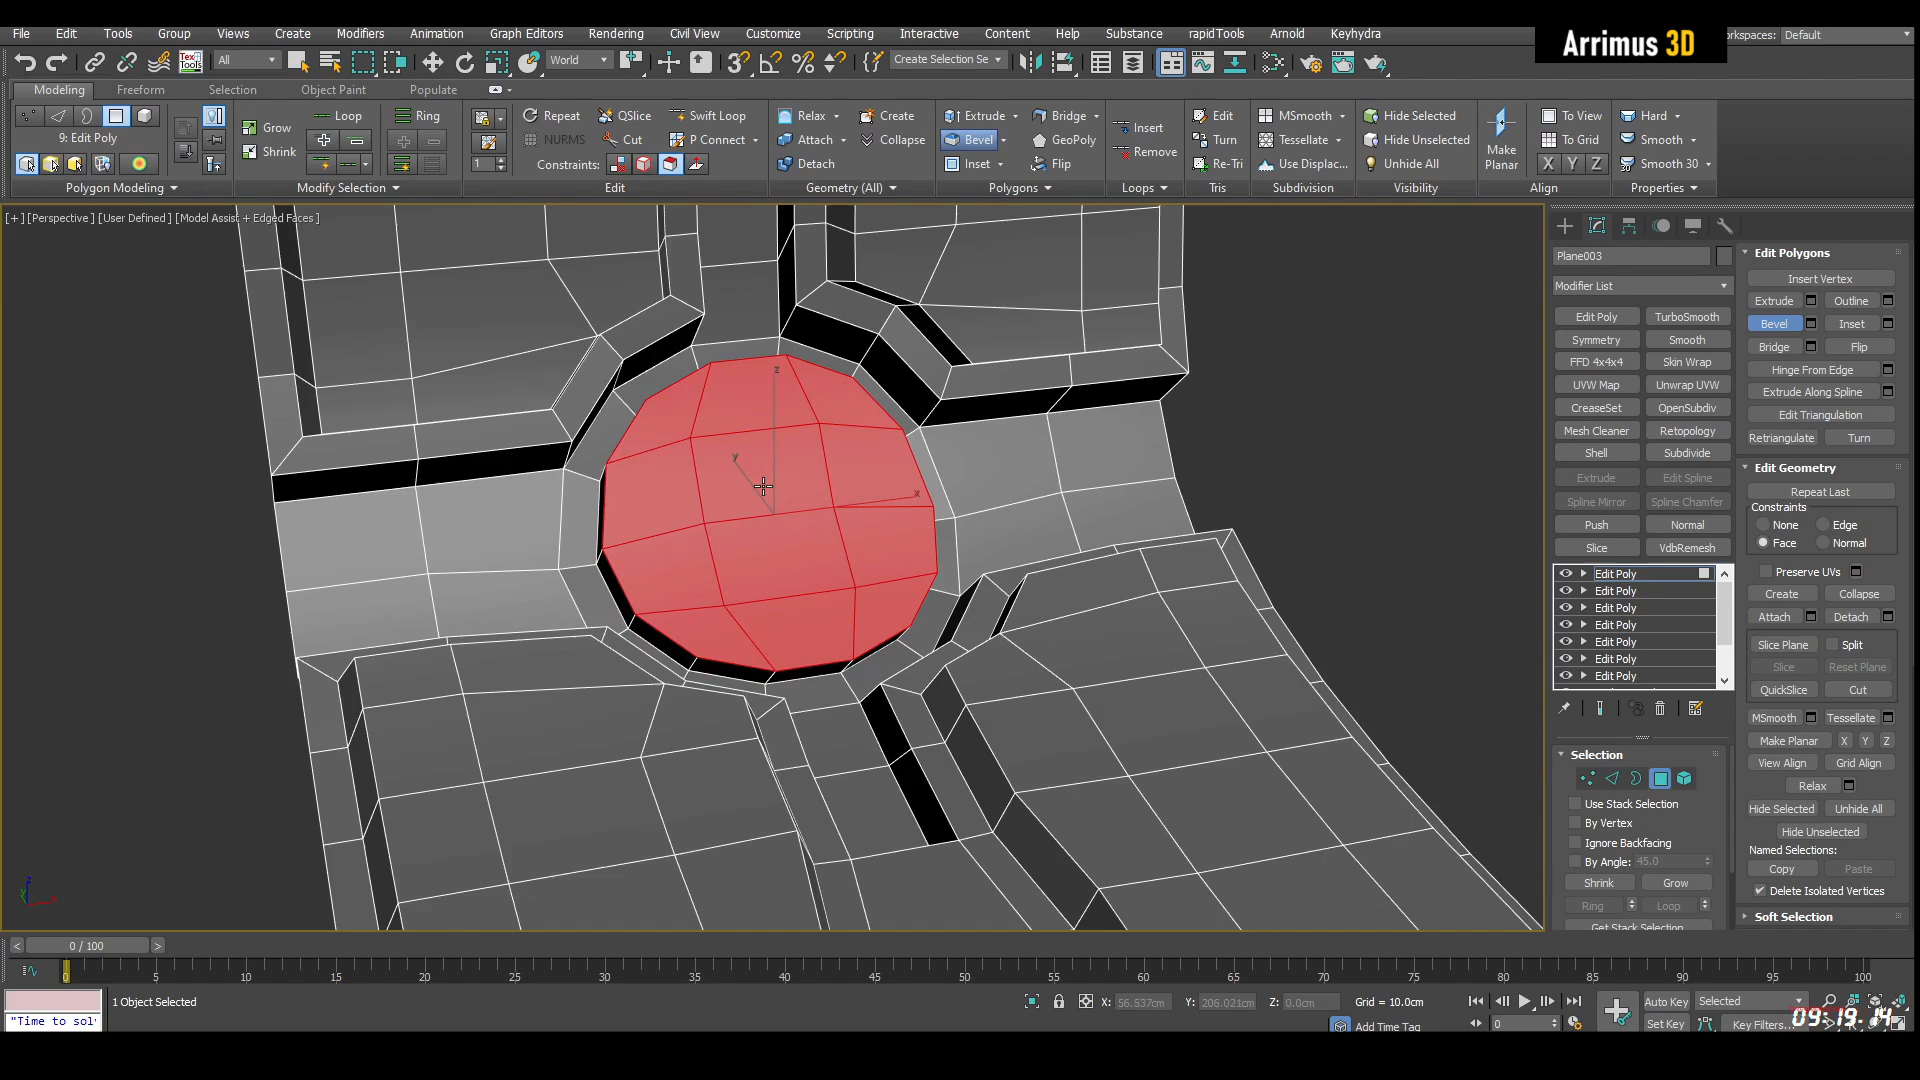 File Edit Tools Group Views Create Modifiers Animation Graph Editors Rendering Civil View Customize Scripting Interactive Content Help Substance rapidTools Arnold Keyhydra
Arrimus 3D
orkspaces: Default
Text Tools All World Create Selection Se
Modeling Freeform Selection Object Paint Populate
Loop Ring Repeat QSlice Swift Loop Relax Create Extrude Bridge Insert Edit MSmooth Hide Selected To View Hard
9: Edit Poly Grow NURMS Cut P Connect Attach Collapse Bevel GeoPoly Turn Tessellate Hide Unselected Make Planar To Grid Smooth
Shrink 1 Constraints: Detach Inset Flip Remove Re-Tri Use Displac... Unhide All X Y Z Smooth 30
Polygon Modeling Modify Selection Edit Geometry (All) Polygons Loops Tris Subdivision Visibility Align Properties
[+] [Perspective] [User Defined] [Model Assist + Edged Faces]
z
y
x
z
y
x
Plane003
Modifier List
Edit Poly TurboSmooth
Symmetry Smooth
FFD 4x4x4 Skin Wrap
UVW Map Unwrap UVW
CreaseSet OpenSubdiv
Mesh Cleaner Retopology
Shell Subdivide
Extrude Edit Spline
Spline Mirror Spline Chamfer
Push Normal
Slice VdbRemesh
Edit Poly
Edit Poly
Edit Poly
Edit Poly
Edit Poly
Edit Poly
Edit Poly
Selection
Use Stack Selection
By Vertex
Ignore Backfacing
By Angle: 45.0
Shrink Grow
Ring Loop
Get Stack Selection
Edit Polygons
Insert Vertex
Extrude Outline
Bevel Inset
Bridge Flip
Hinge From Edge
Extrude Along Spline
Edit Triangulation
Retriangulate Turn
Edit Geometry
Repeat Last
Constraints
None Edge
Face Normal
Preserve UVs
Create Collapse
Attach Detach
Slice Plane Split
Slice Reset Plane
QuickSlice Cut
MSmooth Tessellate
Make Planar X Y Z
View Align Grid Align
Relax
Hide Selected Unhide All
Hide Unselected
Named Selections:
Copy Paste
Delete Isolated Vertices
Soft Selection
< 0 / 100 >
0 5 10 15 20 25 30 35 40 45 50 55 60 65 70 75 80 85 90 95 100
1 Object Selected X: 56.537cm Y: 206.021cm Z: 0.0cm Grid = 10.0cm Auto Key Selected
"Time to sol Add Time Tag 0 Set Key Key Filters...
09:19.14